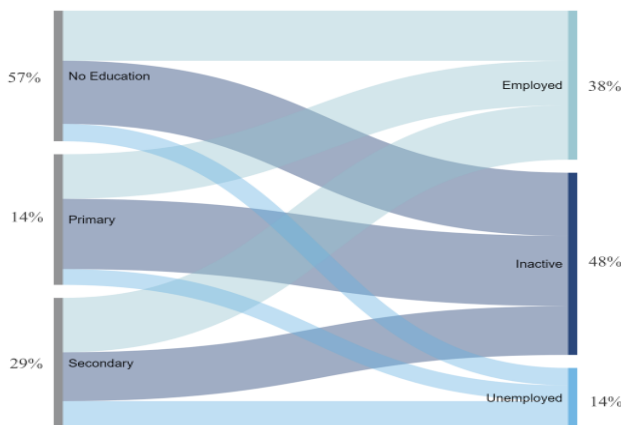 57%
No Education
14%
Primary
29%
Secondary
Employed
38%
Inactive
48%
Unemployed
14%